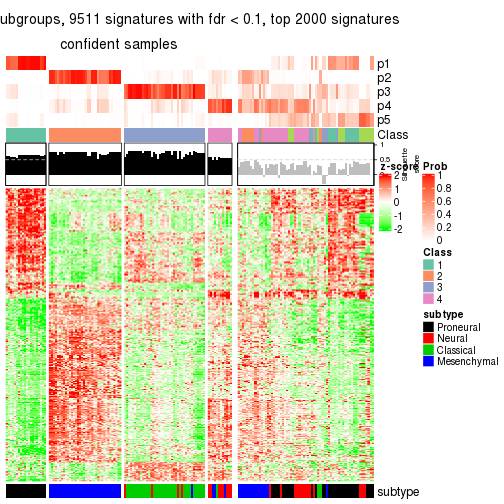 ubgroups, 9511 signatures with fdr < 0.1, top 2000 signatures
confident samples
p1
p2
p3
p4
p5
Class
1
0.5
Silhouette
score
z-score
2
1
0
-1
-2
Prob
1
0.8
0.6
0.4
0.2
0
Class
1
2
3
4
subtype
Proneural
Neural
Classical
Mesenchymal
subtype